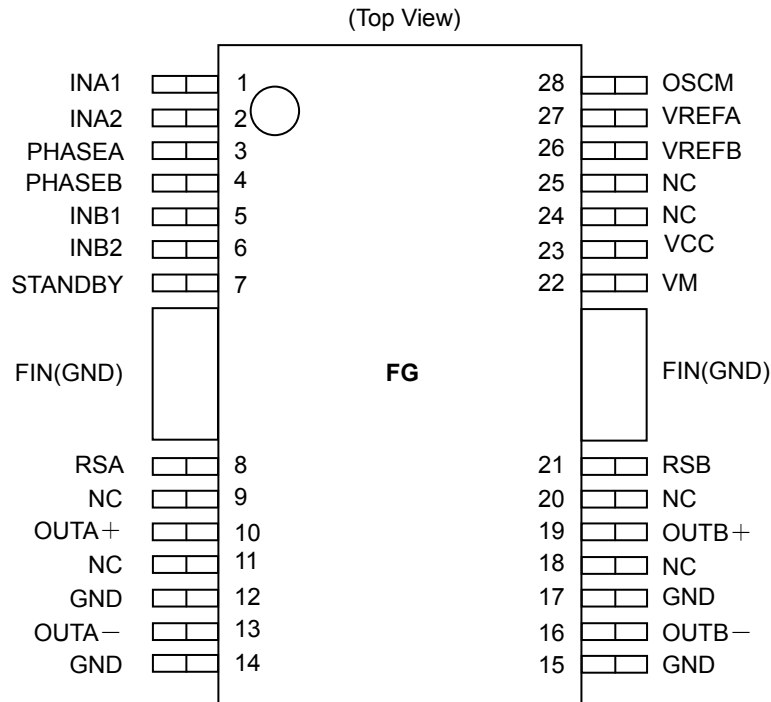 (Top View)
INA1 1 28 OSCM
INA2 2 27 VREFA
PHASEA 3 26 VREFB
PHASEB 4 25 NC
INB1 5 24 NC
INB2 6 23 VCC
STANDBY 7 22 VM
FIN(GND) FG FIN(GND)
RSA 8 21 RSB
NC 9 20 NC
OUTA＋ 10 19 OUTB＋
NC 11 18 NC
GND 12 17 GND
OUTA－ 13 16 OUTB－
GND 14 15 GND